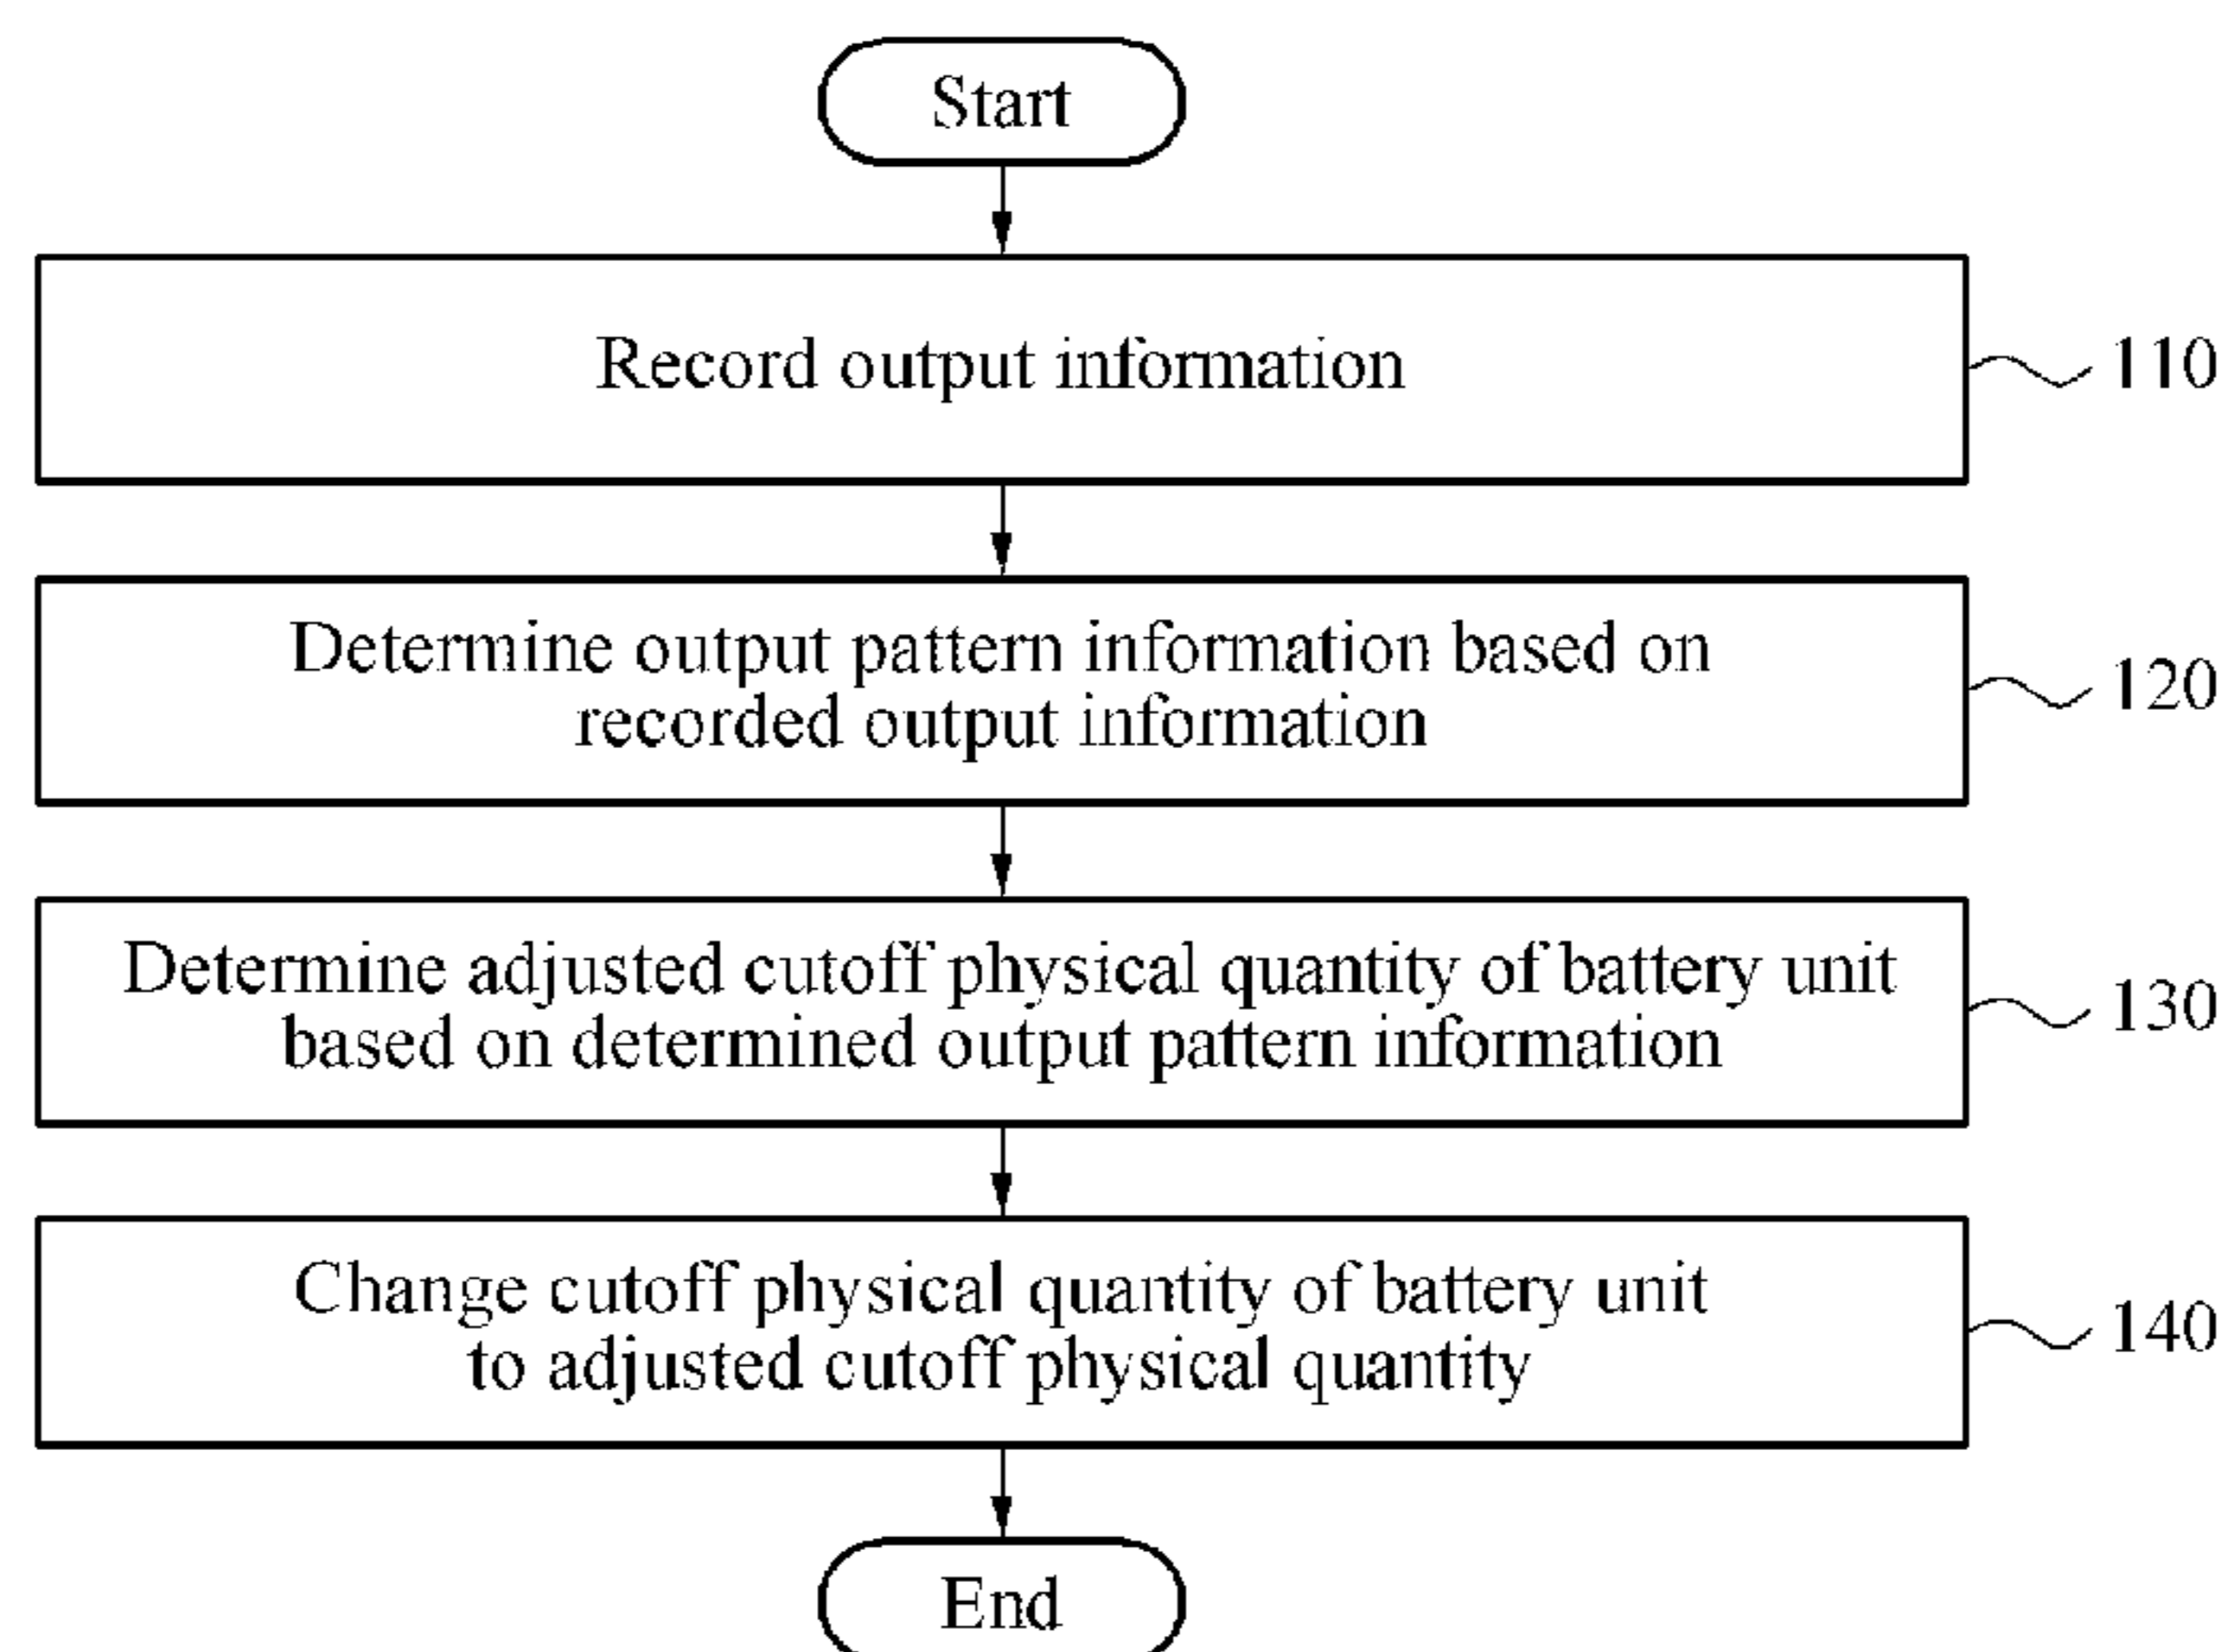 Start
Record output information
110
Determine output pattern information based on
recorded output information
120
Determine adjusted cutoff physical quantity of battery unit
based on determined output pattern information
130
Change cutoff physical quantity of battery unit
to adjusted cutoff physical quantity
140
End